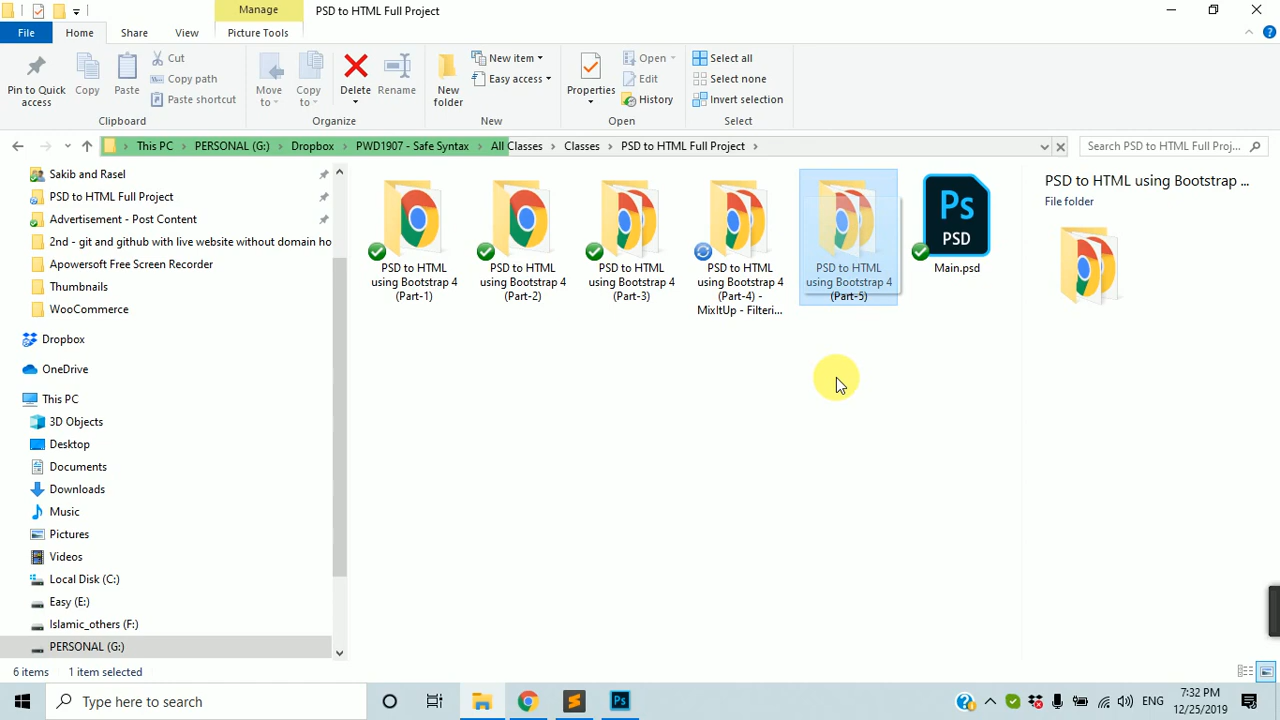 Manage
PSD to HTML Full Project
File
Home
Share
View
Picture Tools
Pin to Quick access
Copy
Paste
Cut
Copy path
Paste shortcut
Clipboard
Move to
Copy to
Delete
Rename
Organize
New folder
New item
Easy access
New
Properties
Open
Edit
History
Open
Select all
Select none
Invert selection
Select
This PC
PERSONAL (G:)
Dropbox
PWD1907 - Safe Syntax
All Classes
Classes
PSD to HTML Full Project
Search PSD to HTML Full Proj...
Sakib and Rasel
PSD to HTML Full Project
Advertisement - Post Content
2nd - git and github with live website without domain ho
Apowersoft Free Screen Recorder
Thumbnails
WooCommerce
Dropbox
OneDrive
This PC
3D Objects
Desktop
Documents
Downloads
Music
Pictures
Videos
Local Disk (C:)
Easy (E:)
Islamic_others (F:)
PERSONAL (G:)
PSD to HTML
using Bootstrap 4
(Part-1)
PSD to HTML
using Bootstrap 4
(Part-2)
PSD to HTML
using Bootstrap 4
(Part-3)
PSD to HTML
using Bootstrap 4
(Part-4) -
MixItUp - Filteri...
PSD to HTML
using Bootstrap 4
(Part-5)
Ps
PSD
Main.psd
PSD to HTML using Bootstrap ...
File folder
6 items
1 item selected
Type here to search
Ps
ENG
7:32 PM
12/25/2019